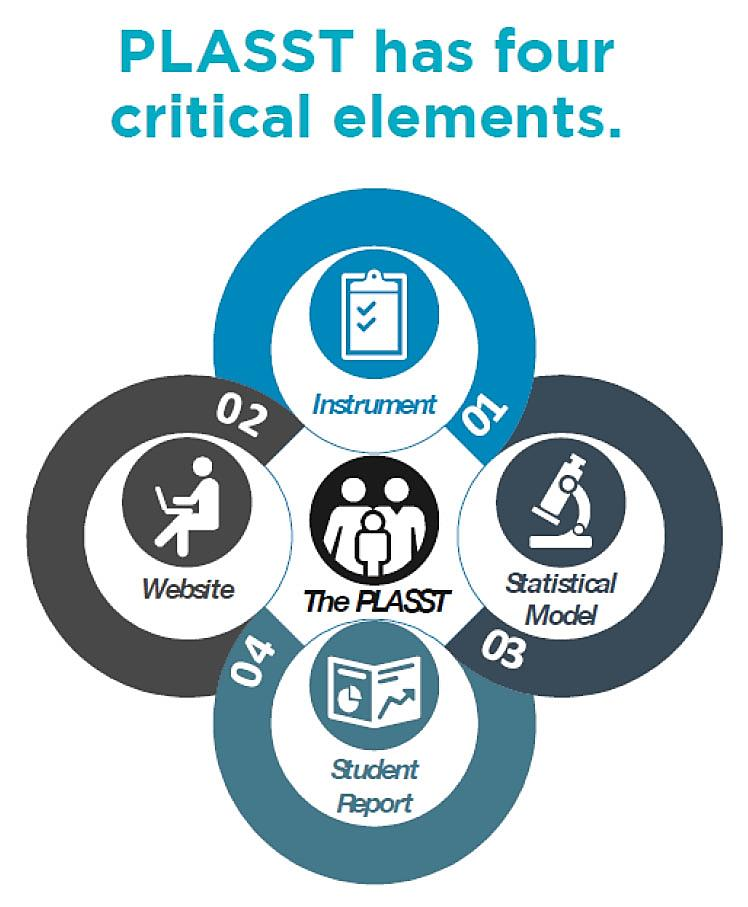 PLASST has four
critical elements.
01
Instrument
02
Website
The PLASST
03
Statistical
Model
04
Student
Report